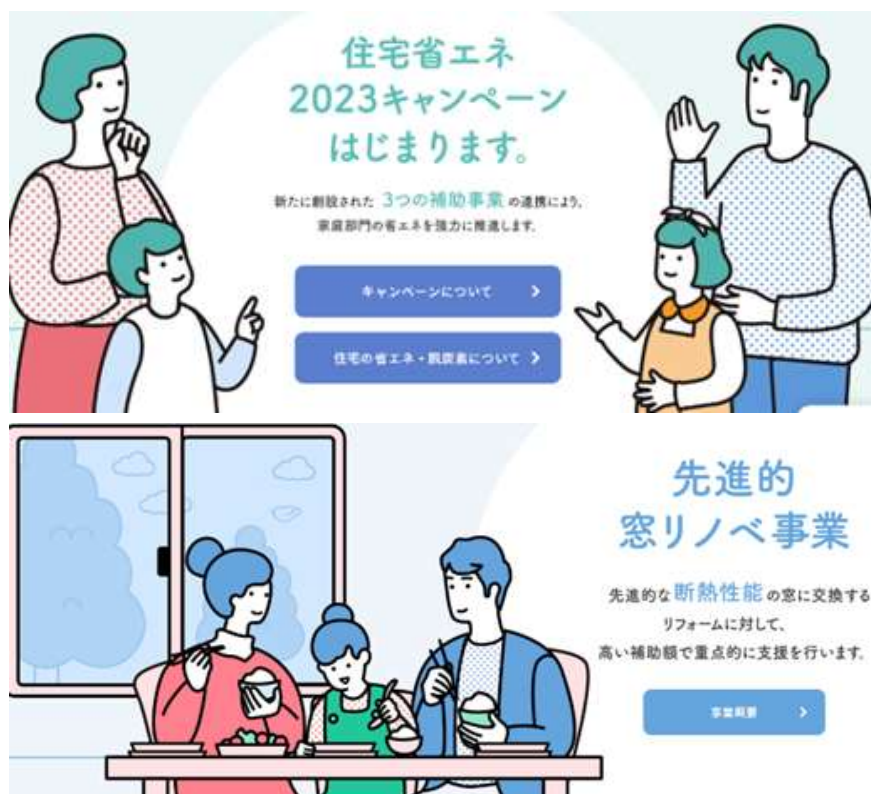 住宅省エネ
2023キャンペーン
はじまります。
新たに創設された 3つの補助事業 の連携により、
家庭部門の省エネを強力に推進します。
キャンペーンについて
住宅の省エネ・脱炭素について
先進的
窓リノベ事業
先進的な断熱性能の窓に交換する
リフォームに対して、
高い補助額で重点的に支援を行います。
事業概要